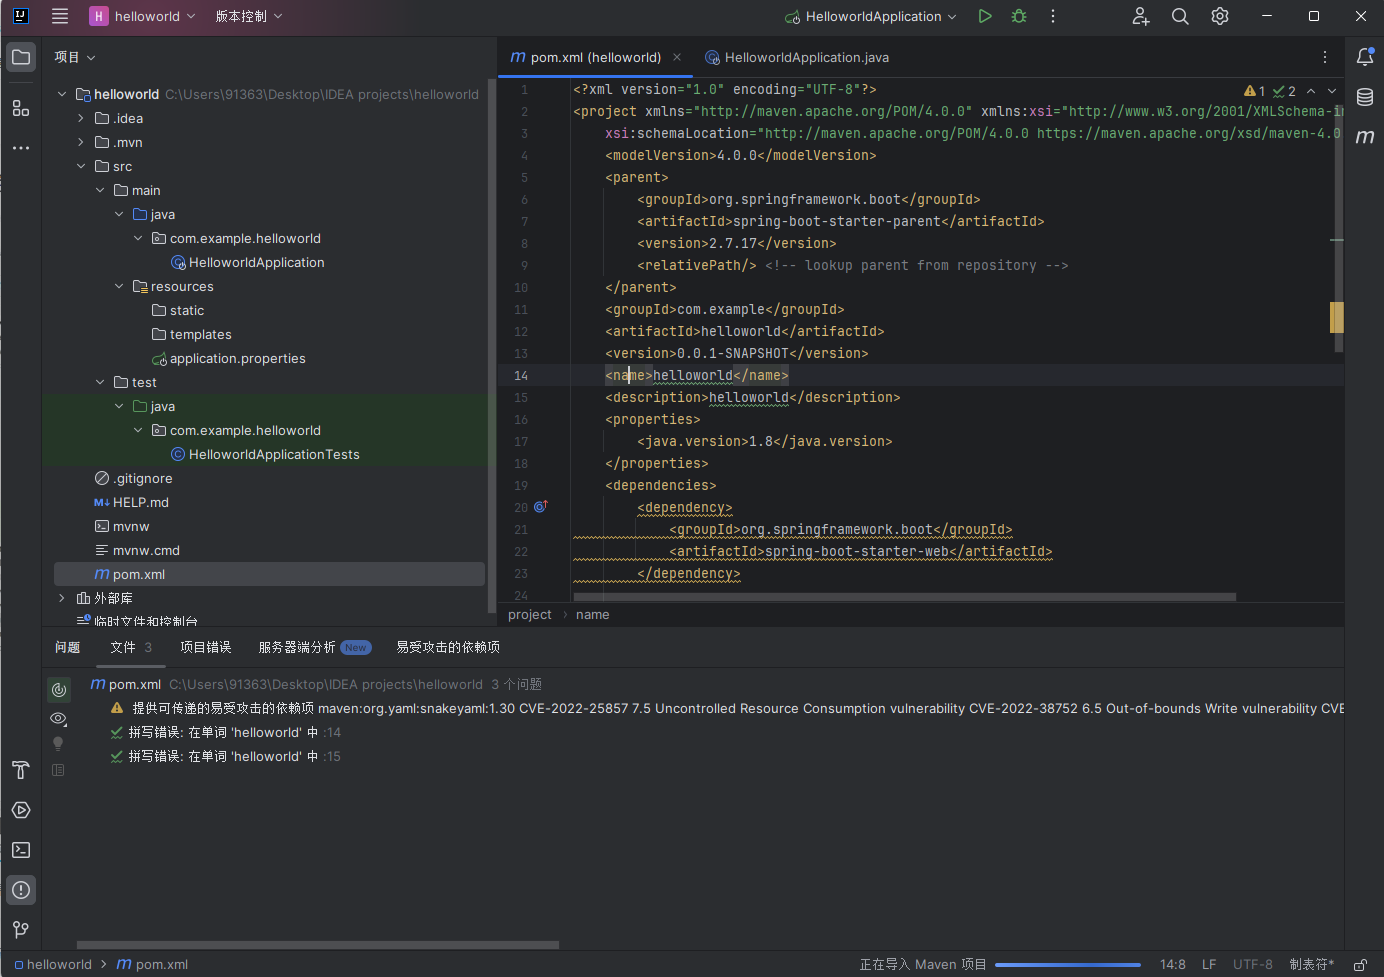 H helloworld 版本控制 HelloworldApplication
项目
helloworld C:\Users\91363\Desktop\IDEA projects\helloworld
.idea
.mvn
src
main
java
com.example.helloworld
HelloworldApplication
resources
static
templates
application.properties
test
java
com.example.helloworld
HelloworldApplicationTests
.gitignore
M↓ HELP.md
mvnw
mvnw.cmd
m pom.xml
外部库
临时文件和控制台
m pom.xml (helloworld) HelloworldApplication.java
1 2
1 <?xml version="1.0" encoding="UTF-8"?>
2 <project xmlns="http://maven.apache.org/POM/4.0.0" xmlns:xsi="http://www.w3.org/2001/XMLSchema-in
3 xsi:schemaLocation="http://maven.apache.org/POM/4.0.0 https://maven.apache.org/xsd/maven-4.0
4 <modelVersion>4.0.0</modelVersion>
5 <parent>
6 <groupId>org.springframework.boot</groupId>
7 <artifactId>spring-boot-starter-parent</artifactId>
8 <version>2.7.17</version>
9 <relativePath/> <!-- lookup parent from repository -->
10 </parent>
11 <groupId>com.example</groupId>
12 <artifactId>helloworld</artifactId>
13 <version>0.0.1-SNAPSHOT</version>
14 <name>helloworld</name>
15 <description>helloworld</description>
16 <properties>
17 <java.version>1.8</java.version>
18 </properties>
19 <dependencies>
20 <dependency>
21 <groupId>org.springframework.boot</groupId>
22 <artifactId>spring-boot-starter-web</artifactId>
23 </dependency>
24
project › name
问题 文件 3 项目错误 服务器端分析 New 易受攻击的依赖项
m pom.xml C:\Users\91363\Desktop\IDEA projects\helloworld 3 个问题
提供可传递的易受攻击的依赖项 maven:org.yaml:snakeyaml:1.30 CVE-2022-25857 7.5 Uncontrolled Resource Consumption vulnerability CVE-2022-38752 6.5 Out-of-bounds Write vulnerability CVE
拼写错误: 在单词 'helloworld' 中 :14
拼写错误: 在单词 'helloworld' 中 :15
helloworld > m pom.xml 正在导入 Maven 项目 14:8 LF UTF-8 制表符*